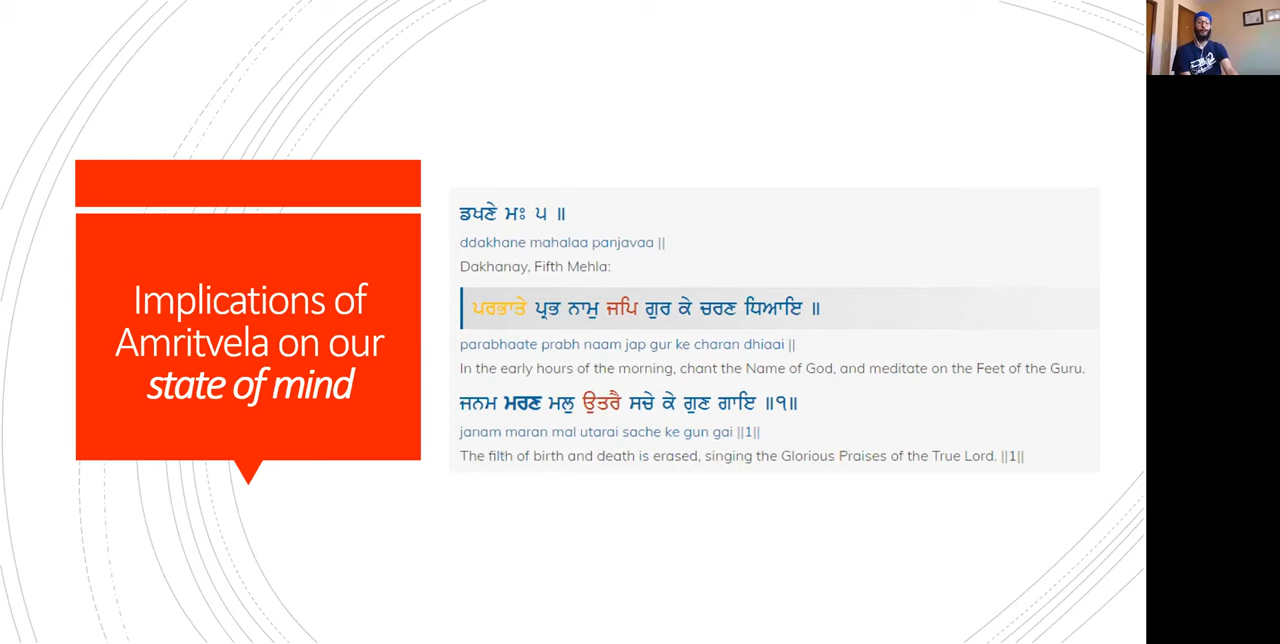 Implications of
Amritvela on our
state of mind
ਡਖਣੇ ਮਃ ੫ ॥
ddakhane mahalaa panjavaa ||
Dakhanay, Fifth Mehla:
ਪਰਭਾਤੇ ਪ੍ਰਭ ਨਾਮੁ ਜਪਿ ਗੁਰ ਕੇ ਚਰਣ ਧਿਆਇ ॥
parabhaate prabh naam jap gur ke charan dhiaai ||
In the early hours of the morning, chant the Name of God, and meditate on the Feet of the Guru.
ਜਨਮ ਮਰਣ ਮਲੁ ਉਤਰੈ ਸਚੇ ਕੇ ਗੁਣ ਗਾਇ ॥੧॥
janam maran mal utarai sache ke gun gai ||1||
The filth of birth and death is erased, singing the Glorious Praises of the True Lord. ||1||